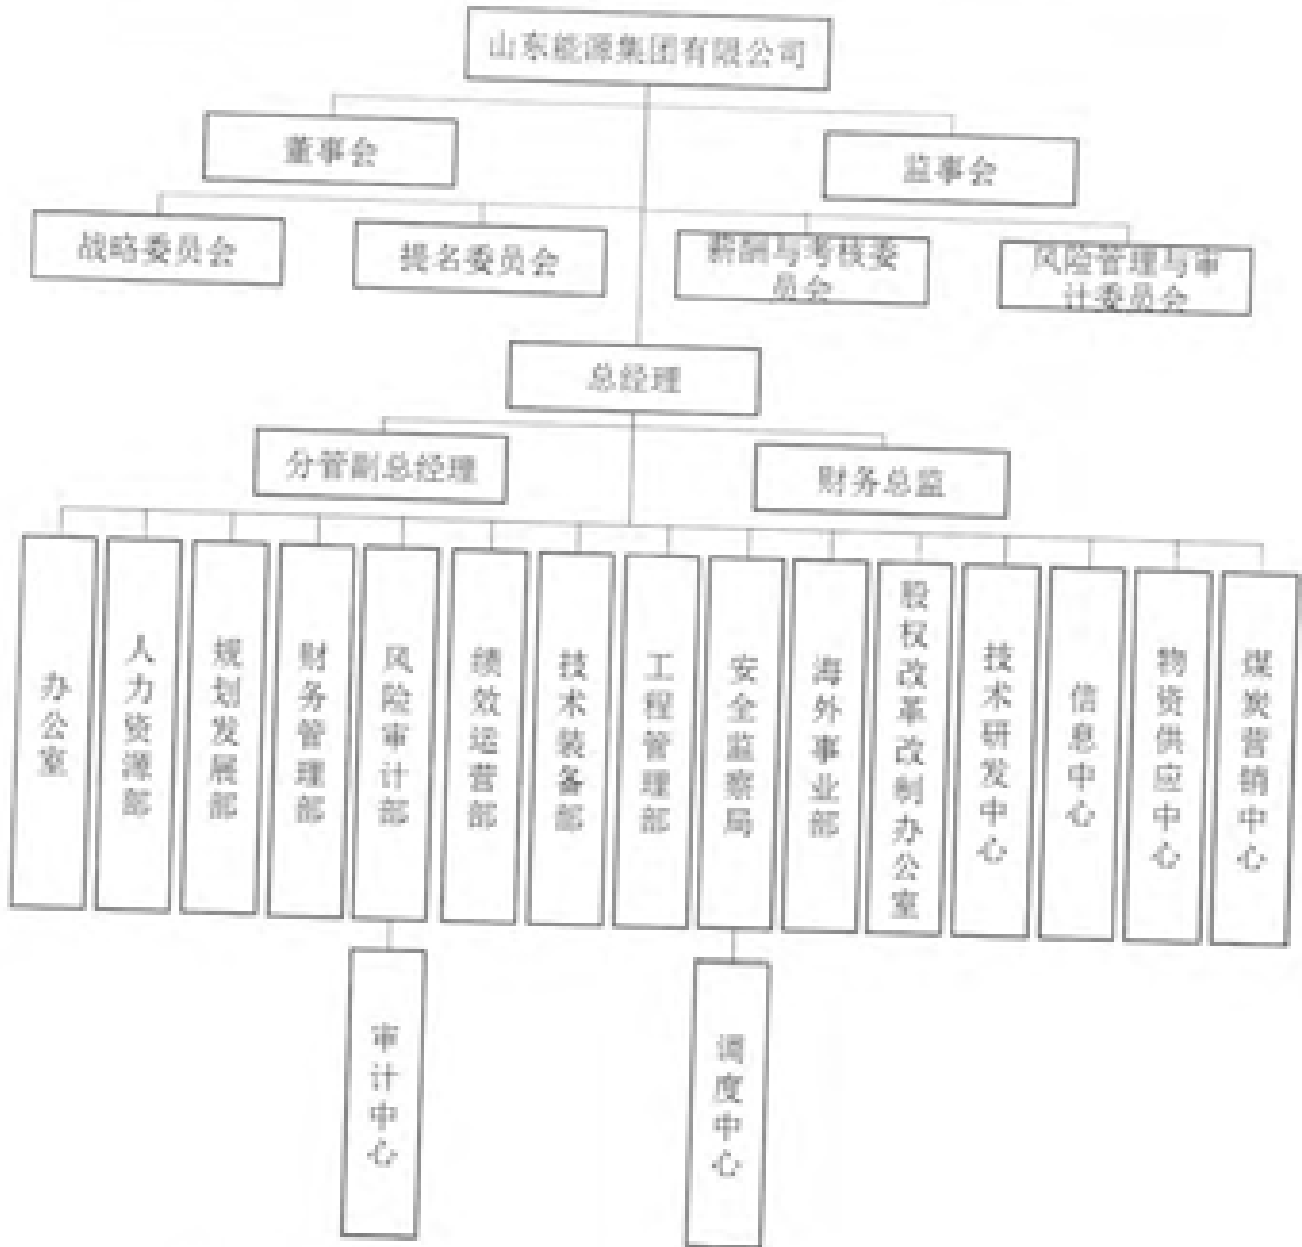 山东能源集团有限公司
董事会
监事会
战略委员会
提名委员会
薪酬与考核委
员会
风险管理与审
计委员会
总经理
分管副总经理
财务总监
办公室
人力资源部
规划发展部
财务管理部
风险审计部
绩效运营部
技术装备部
工程管理部
安全监察局
海外事业部
股权改革改制办公室
技术研发中心
信息中心
物资供应中心
煤炭营销中心
审计中心
调度中心